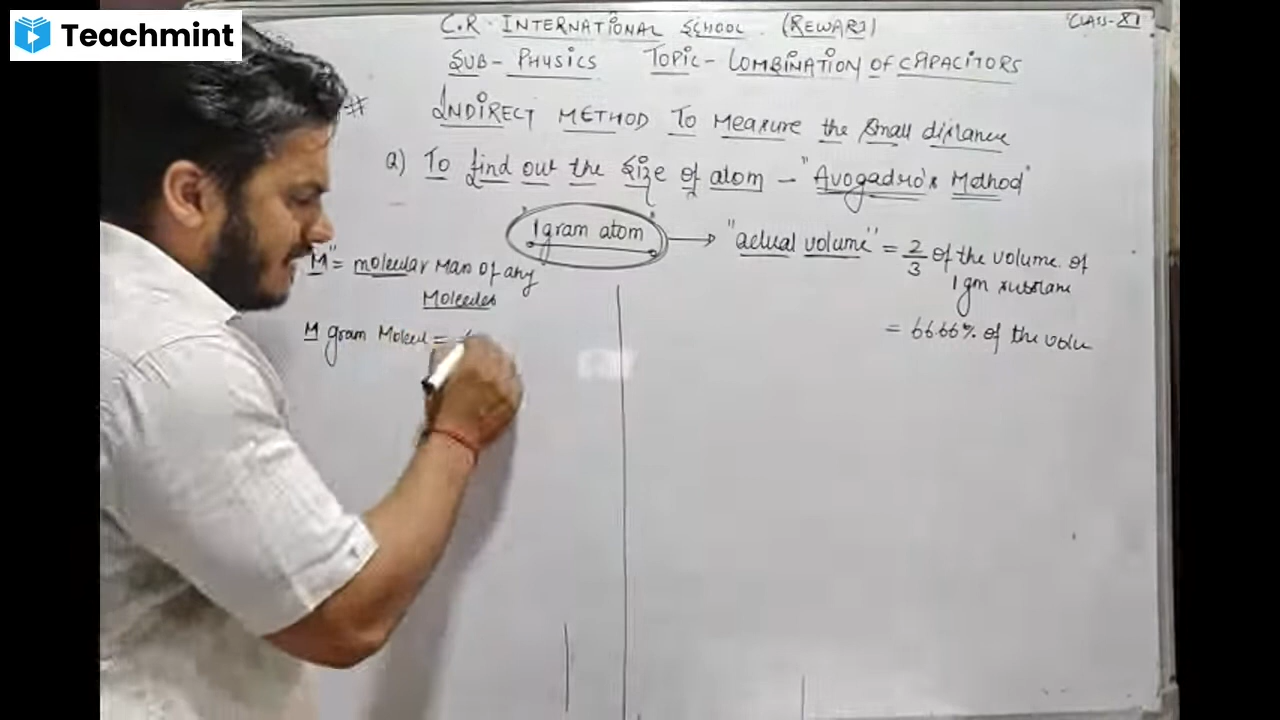 Teachmint
C.R. INTERNATIONAL SCHOOL (REWARI)
CLASS-XI
SUB- PHYSICS TOPIC- COMBINATION OF CAPACITORS
# INDIRECT METHOD TO MEASURE the small distance
a) To find out the size of atom - "Avogadro's Method"
1 gram atom → "actual volume" = 2/3 of the volume of
1 gm substane
= 66.66% of the volu
"M" = molecular Mass of any
Molecules
M gram Molecul =